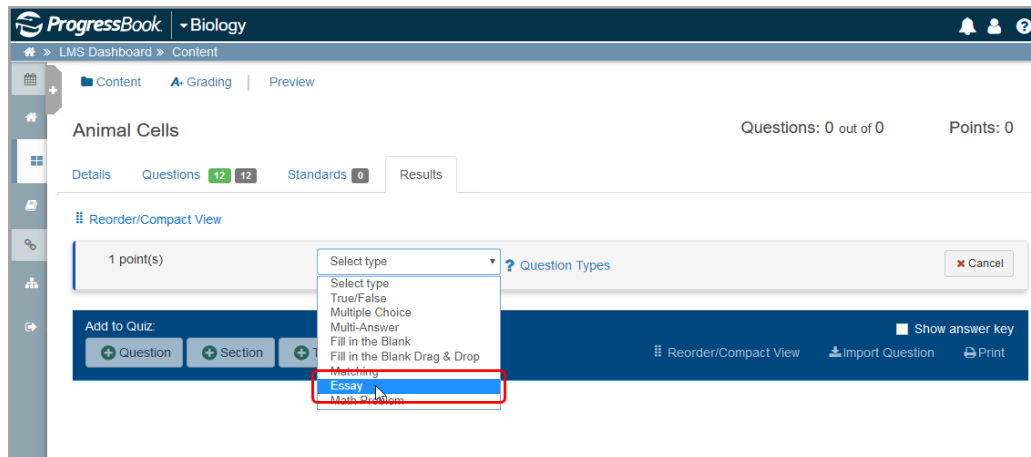 ProgressBook. Biology
» LMS Dashboard » Content
Content A+ Grading Preview
Animal Cells Questions: 0 out of 0 Points: 0
Details Questions 12 12 Standards 0 Results
Reorder/Compact View
1 point(s) Select type ? Question Types × Cancel
Select type
True/False
Multiple Choice
Multi-Answer
Fill in the Blank
Fill in the Blank Drag & Drop
Matching
Essay
Math Problem
Add to Quiz: Show answer key
Question Section Reorder/Compact View Import Question Print